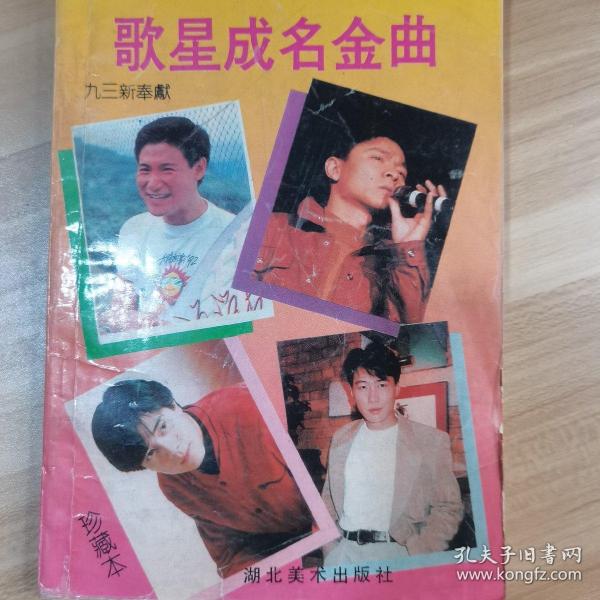 歌星成名金曲
九三新奉獻
'92
珍藏本
湖北美术出版社
孔夫子旧书网
www.kongfz.com